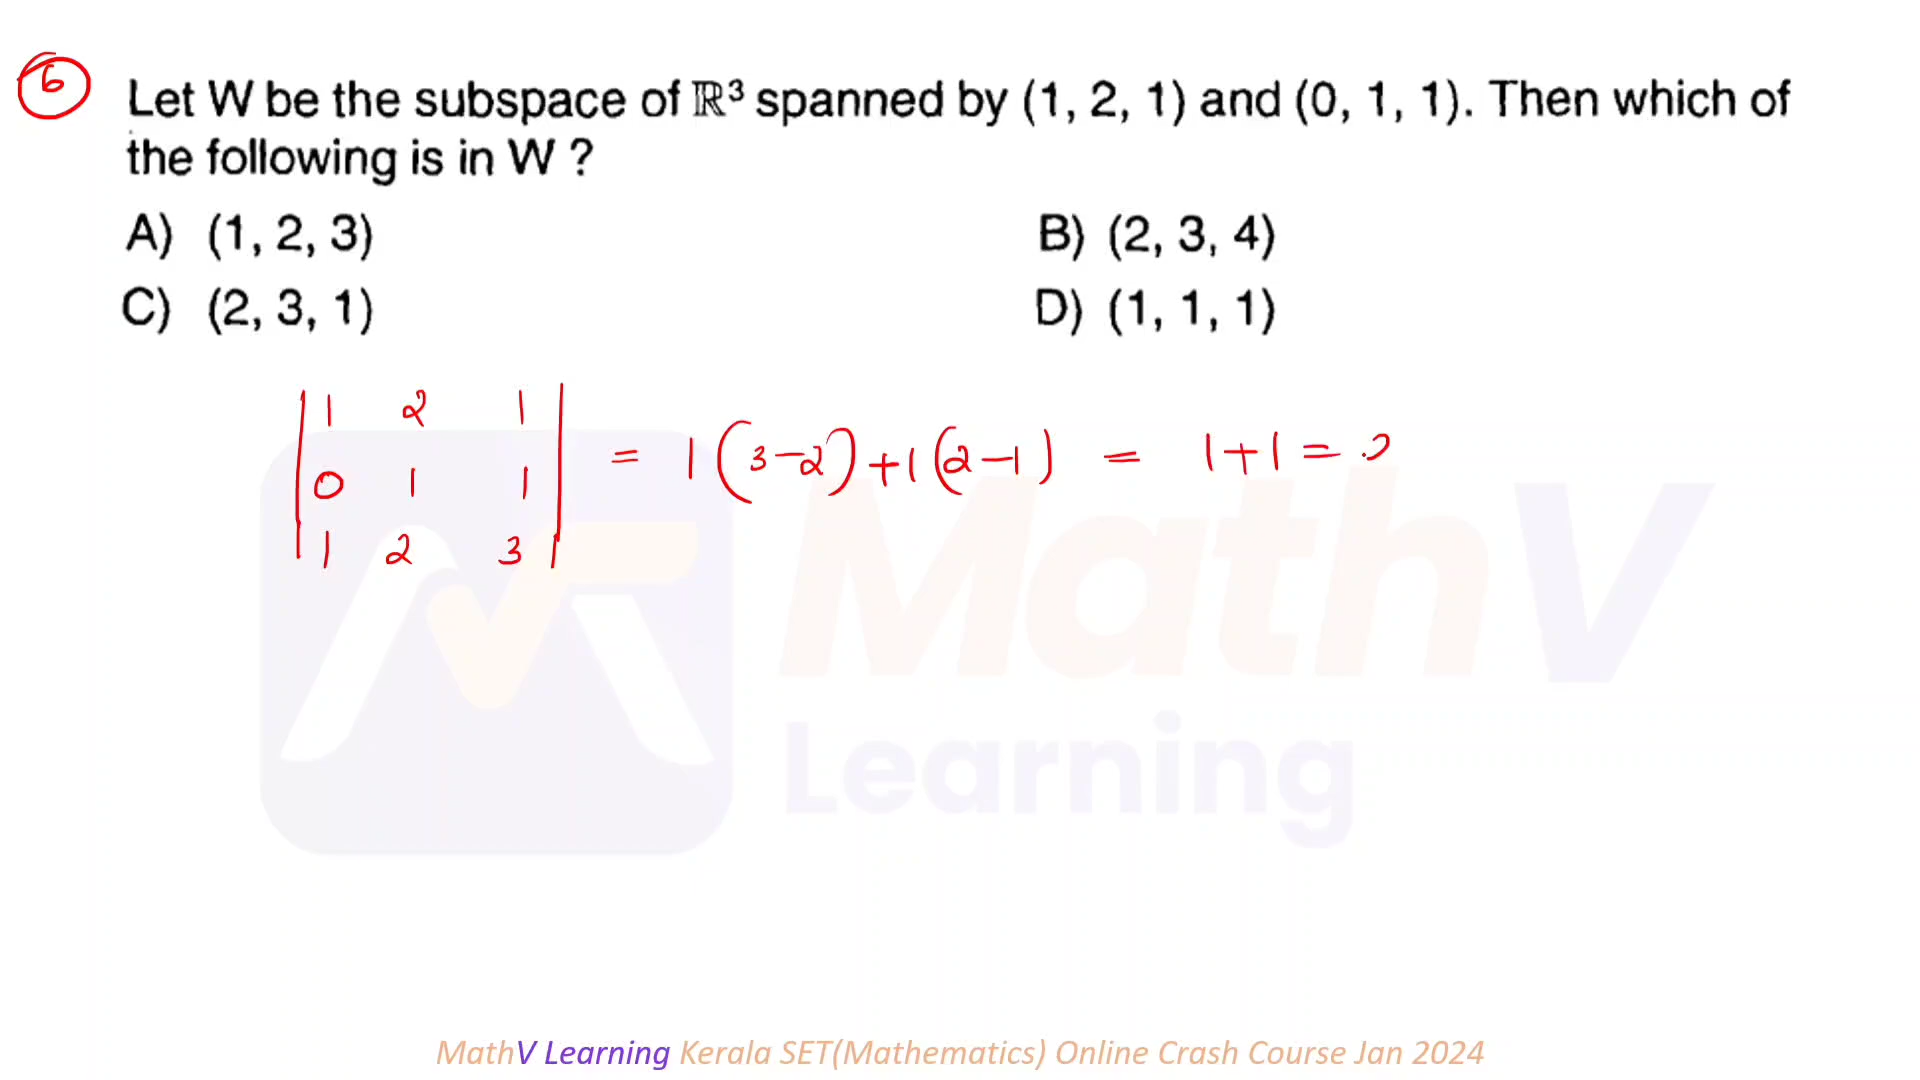 6 Let W be the subspace of ℝ³ spanned by (1, 2, 1) and (0, 1, 1). Then which of
the following is in W ?
A) (1, 2, 3) B) (2, 3, 4)
C) (2, 3, 1) D) (1, 1, 1)
| 1 2 1 |
| 0 1 1 | = 1(3-2)+1(2-1) = 1+1 = 2
| 1 2 3 |
MathV
Learning
MathV Learning Kerala SET(Mathematics) Online Crash Course Jan 2024